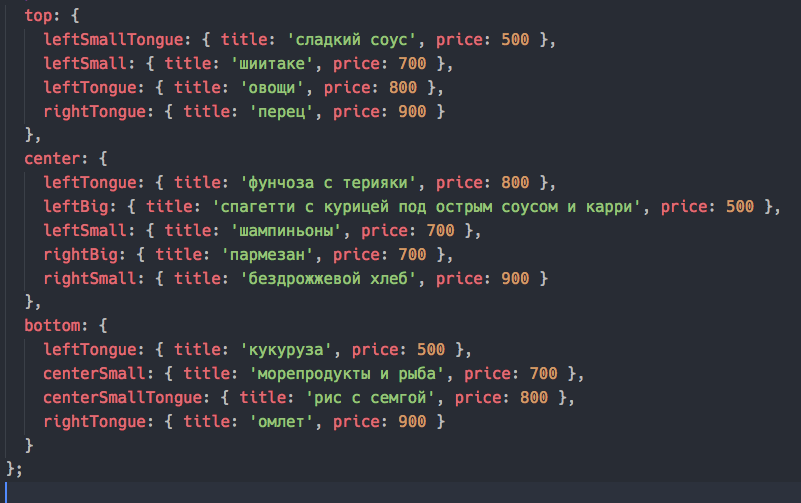 top: {
leftSmallTongue: { title: 'сладкий соус', price: 500 },
leftSmall: { title: 'шиитаке', price: 700 },
leftTongue: { title: 'овощи', price: 800 },
rightTongue: { title: 'перец', price: 900 }
},
center: {
leftTongue: { title: 'фунчоза с терияки', price: 800 },
leftBig: { title: 'спагетти с курицей под острым соусом и карри', price: 500 },
leftSmall: { title: 'шампиньоны', price: 700 },
rightBig: { title: 'пармезан', price: 700 },
rightSmall: { title: 'бездрожжевой хлеб', price: 900 }
},
bottom: {
leftTongue: { title: 'кукуруза', price: 500 },
centerSmall: { title: 'морепродукты и рыба', price: 700 },
centerSmallTongue: { title: 'рис с семгой', price: 800 },
rightTongue: { title: 'омлет', price: 900 }
}
};